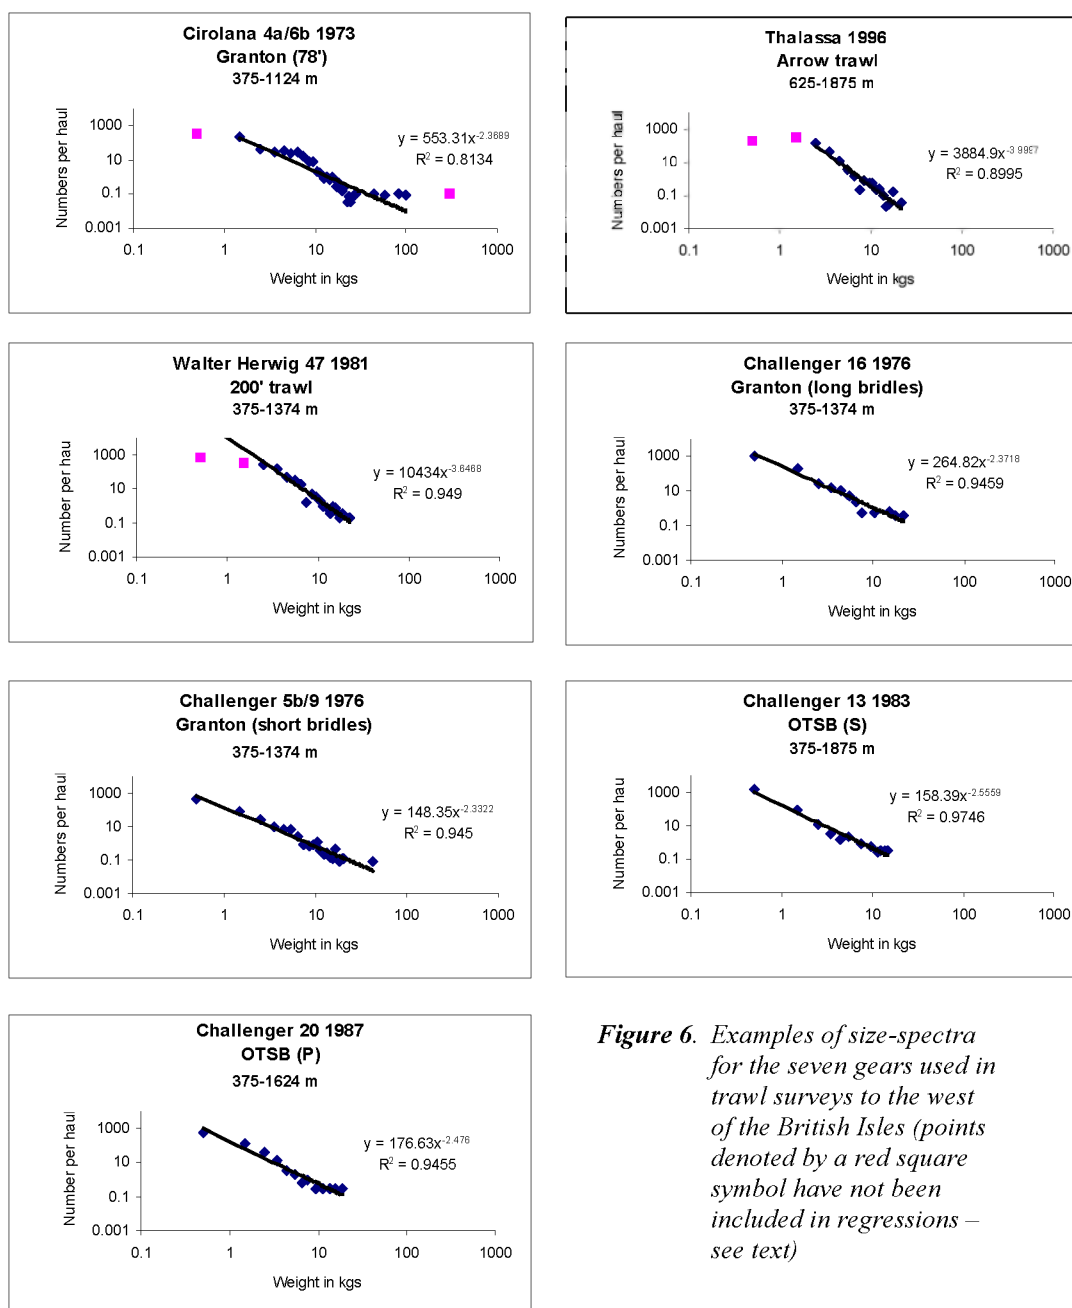 Cirolana 4a/6b 1973
Granton (78')
375-1124 m
Numbers per haul
1000
10
0.1
0.001
y = 553.31x^-2.3689
R² = 0.8134
0.1 1 10 100 1000
Weight in kgs
Thalassa 1996
Arrow trawl
625-1875 m
Numbers per haul
1000
10
0.1
0.001
y = 3884.9x^-3.9997
R² = 0.8995
0.1 10 100 1000
Weight in kgs
Walter Herwig 47 1981
200' trawl
375-1374 m
Number per hau
1000
10
0.1
0.001
y = 10434x^-3.6468
R² = 0.949
0.1 1 10 100 1000
Weight in kgs
Challenger 16 1976
Granton (long bridles)
375-1374 m
Numbers per haul
1000
10
0.1
0.001
y = 264.82x^-2.3718
R² = 0.9459
0.1 1 10 100 1000
Weight in kgs
Challenger 5b/9 1976
Granton (short bridles)
375-1374 m
Numbers per haul
1000
10
0.1
0.001
y = 148.35x^-2.3322
R² = 0.945
0.1 1 10 100 1000
Weight in kgs
Challenger 13 1983
OTSB (S)
375-1875 m
Number per hau
1000
10
0.1
0.001
y = 158.39x^-2.5559
R² = 0.9746
0.1 1 10 100 1000
Weight in kgs
Challenger 20 1987
OTSB (P)
375-1624 m
Number per haul
1000
10
0.1
0.001
y = 176.63x^-2.476
R² = 0.9455
0.1 1 10 100 1000
Weight in kgs
Figure 6. Examples of size-spectra
for the seven gears used in
trawl surveys to the west
of the British Isles (points
denoted by a red square
symbol have not been
included in regressions –
see text)